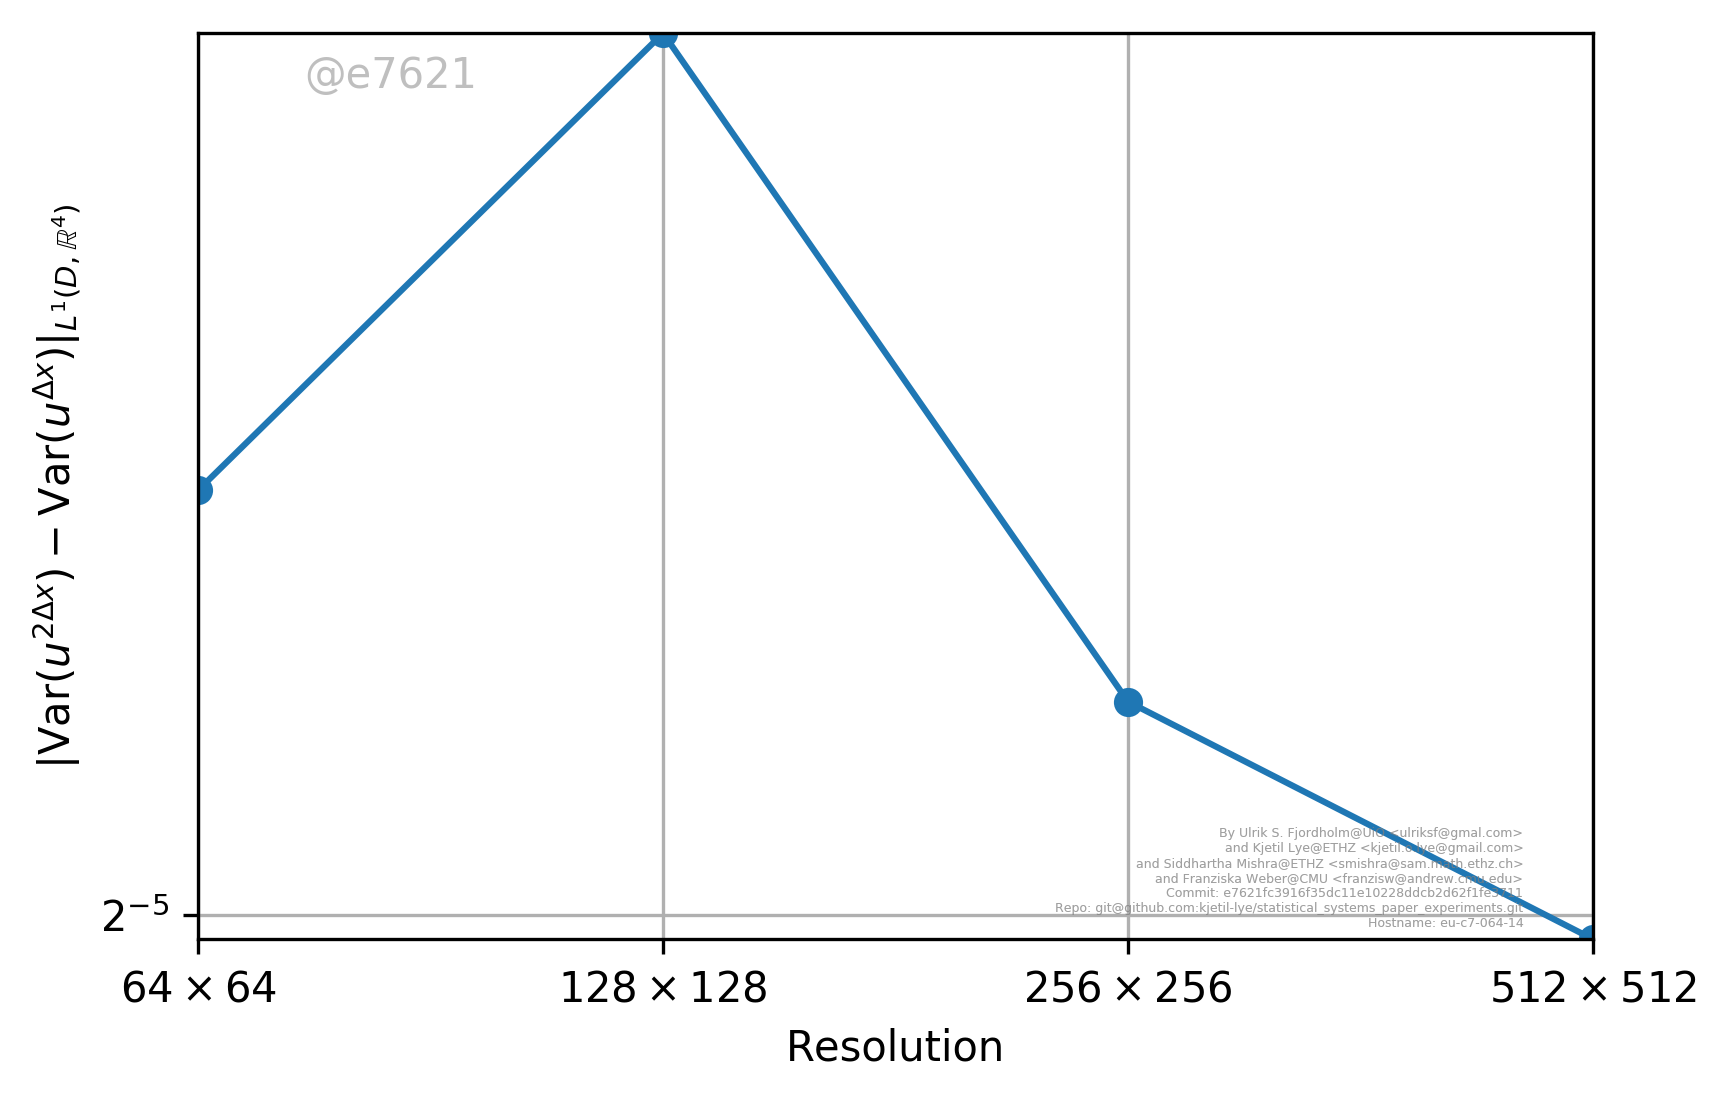 @e7621
|Var(u^{2Δx}) − Var(u^{Δx})|_{L^1(D, ℝ^4)}
By Ulrik S. Fjordholm@UiO <ulriksf@gmal.com>
and Kjetil Lye@ETHZ <kjetil.o.lye@gmail.com>
and Siddhartha Mishra@ETHZ <smishra@sam.math.ethz.ch>
and Franziska Weber@CMU <franzisw@andrew.cmu.edu>
Commit:
Repo: git@github.com:kjetil-lye/statistical_systems_paper_experiments.git
Hostname: eu-c7-064-14
2^{-5}
64 × 64 128 × 128 256 × 256 512 × 512
Resolution